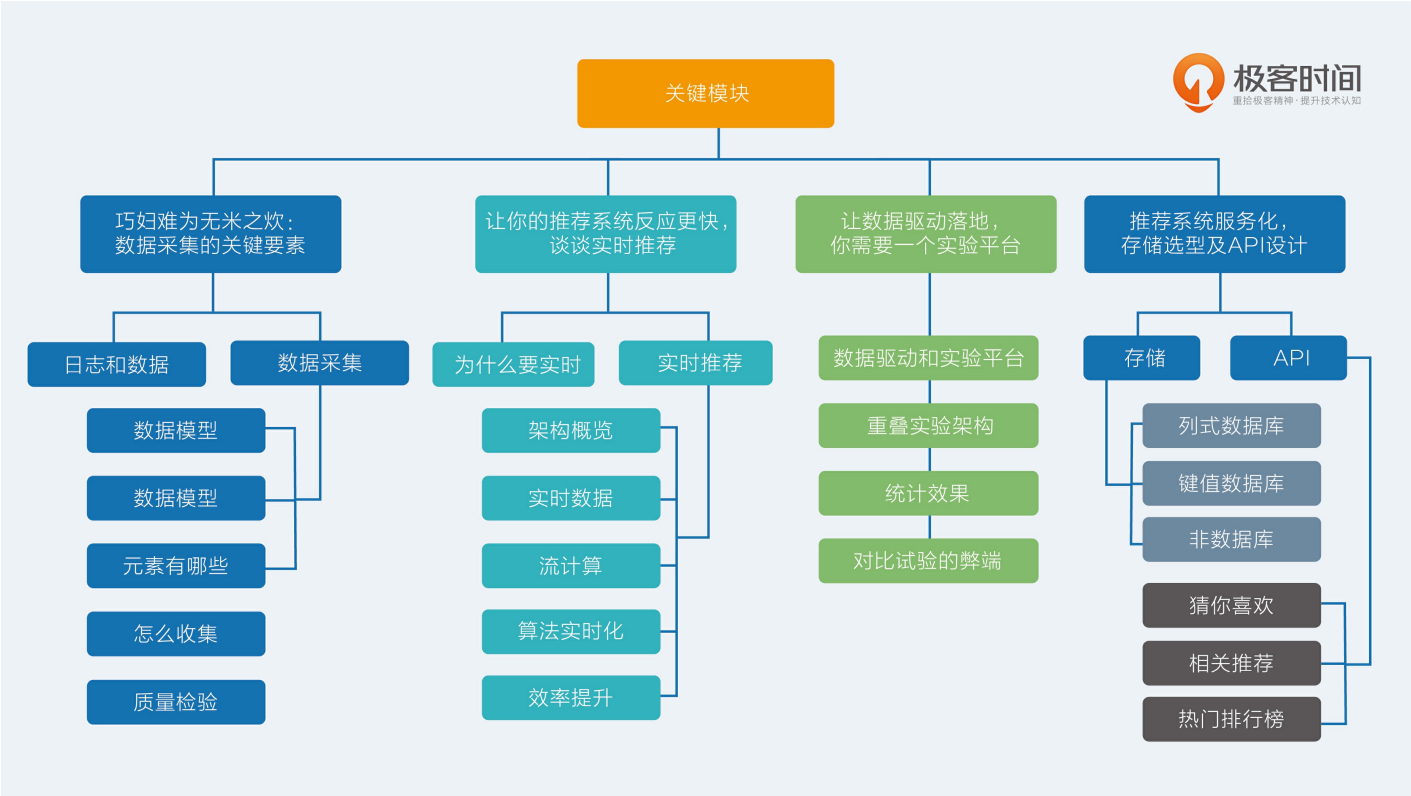 关键模块
极客时间
重拾极客精神·提升技术认知
巧妇难为无米之炊：
数据采集的关键要素
让你的推荐系统反应更快，
谈谈实时推荐
让数据驱动落地，
你需要一个实验平台
推荐系统服务化，
存储选型及API设计
日志和数据
数据采集
数据模型
数据模型
元素有哪些
怎么收集
质量检验
为什么要实时
实时推荐
架构概览
实时数据
流计算
算法实时化
效率提升
数据驱动和实验平台
重叠实验架构
统计效果
对比试验的弊端
存储
API
列式数据库
键值数据库
非数据库
猜你喜欢
相关推荐
热门排行榜